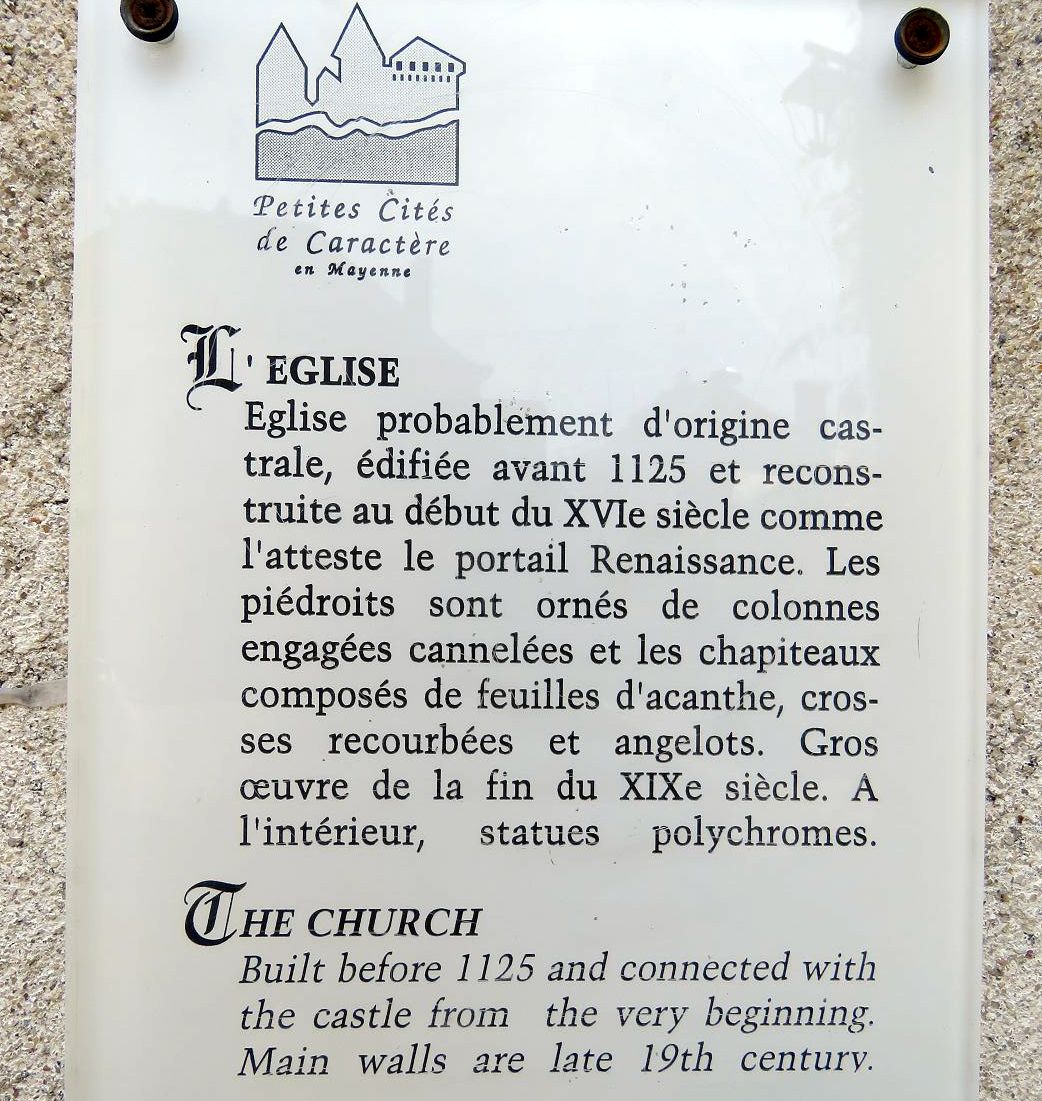 Petites Cités
de Caractère
en Mayenne
L'EGLISE
Eglise probablement d'origine cas-
trale, édifiée avant 1125 et recons-
truite au début du XVIe siècle comme
l'atteste le portail Renaissance. Les
piédroits sont ornés de colonnes
engagées cannelées et les chapiteaux
composés de feuilles d'acanthe, cros-
ses recourbées et angelots. Gros
œuvre de la fin du XIXe siècle. A
l'intérieur, statues polychromes.
THE CHURCH
Built before 1125 and connected with
the castle from the very beginning.
Main walls are late 19th century.